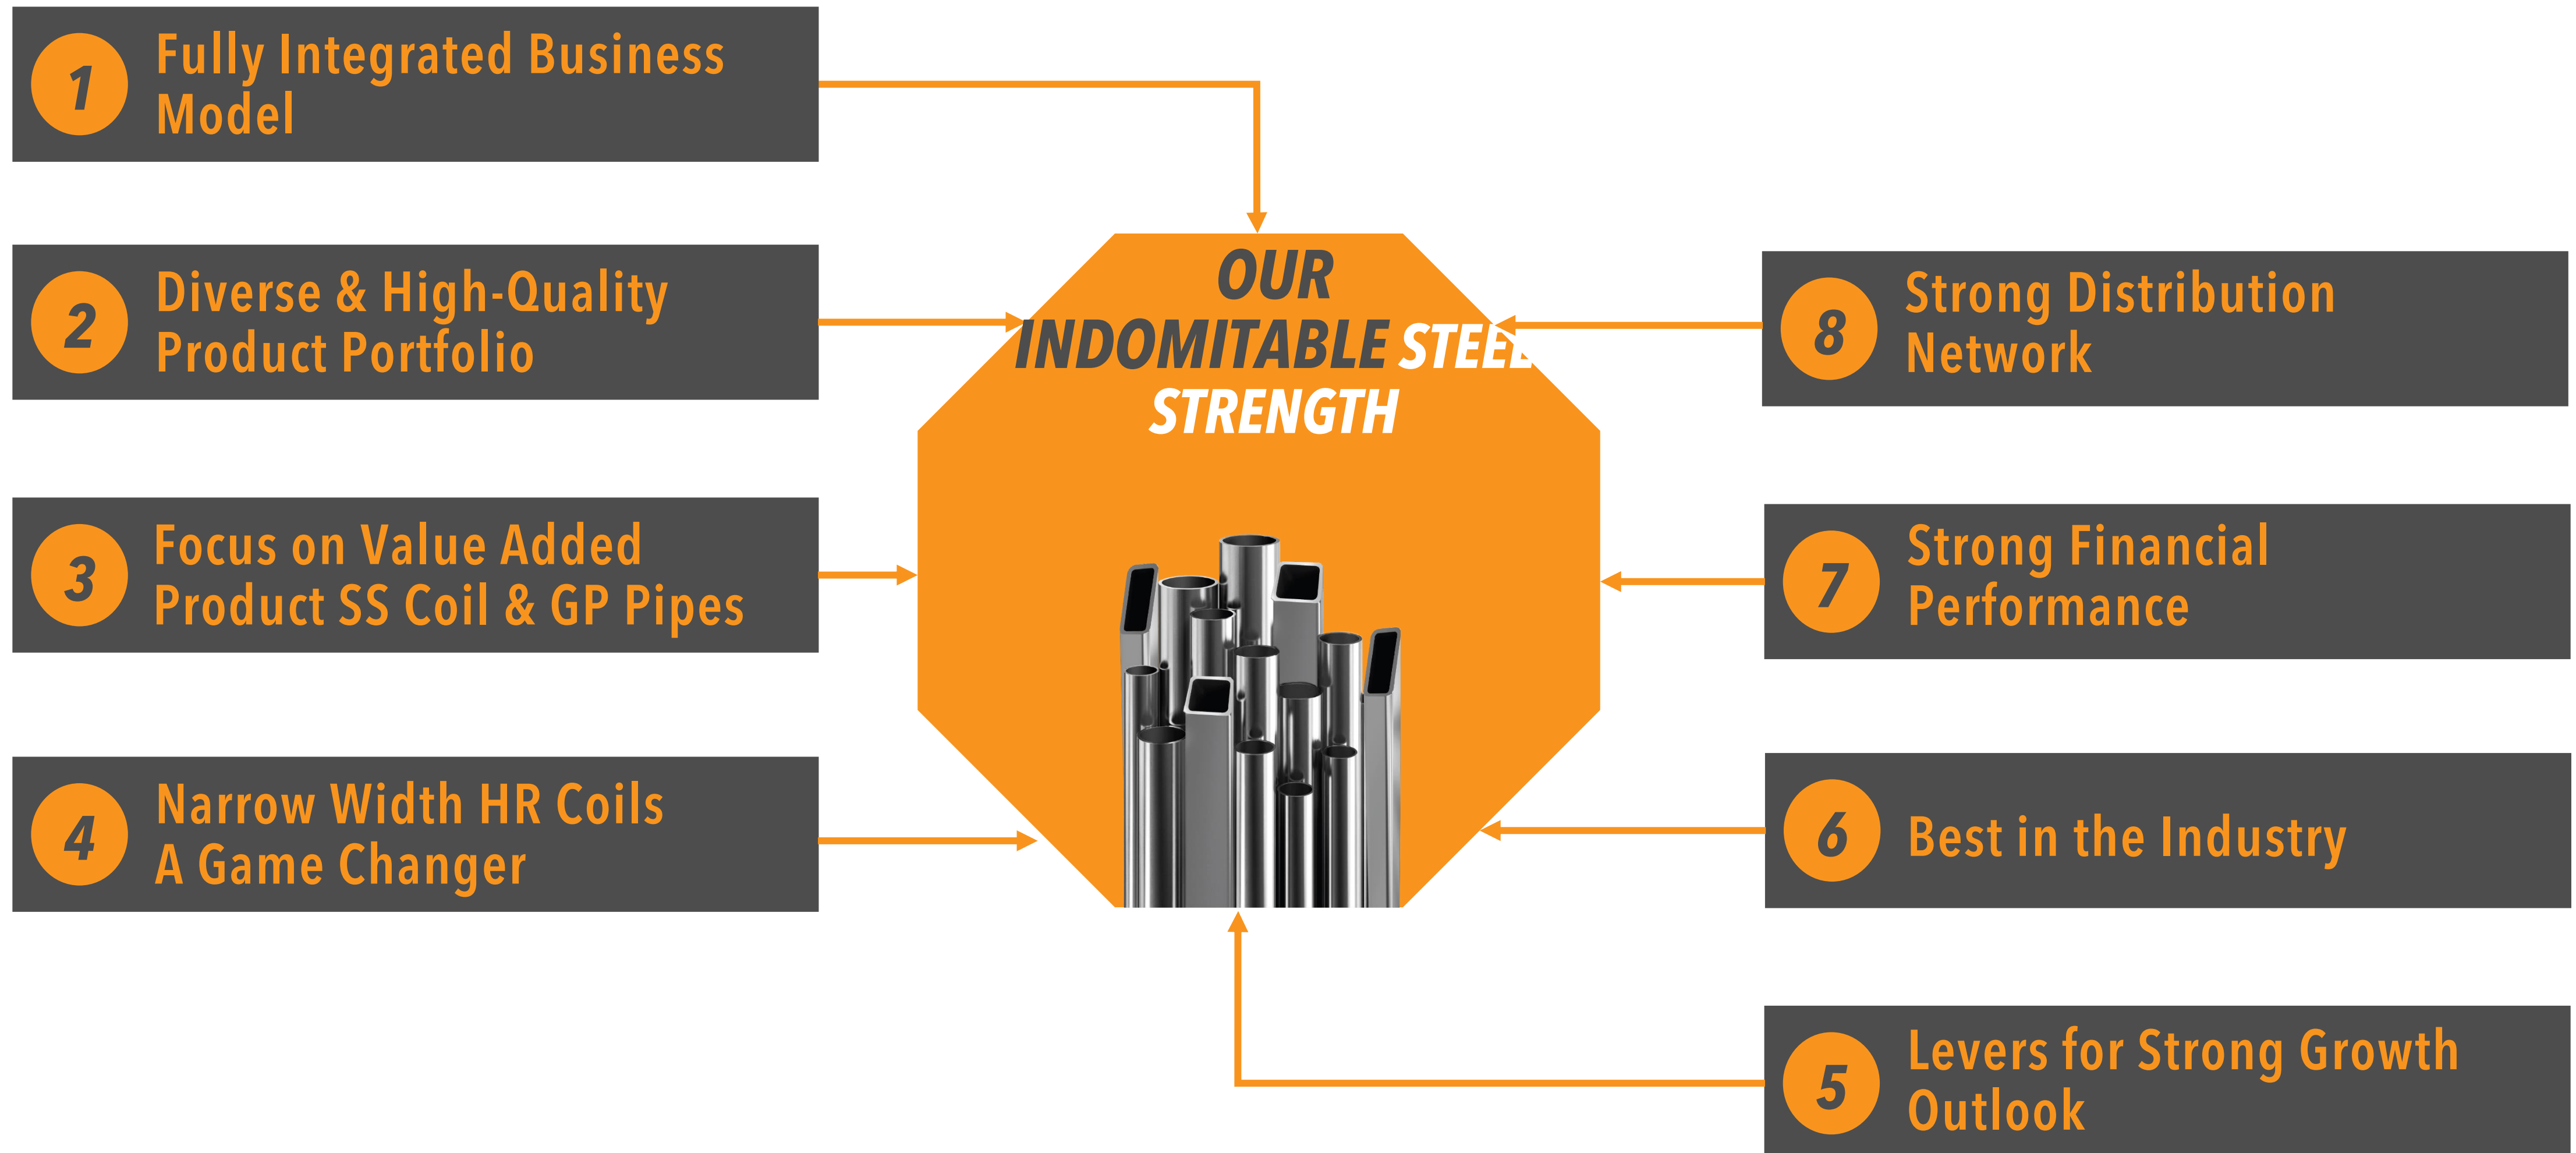 1
Fully Integrated Business
Model
2
Diverse & High-Quality
Product Portfolio
3
Focus on Value Added
Product SS Coil & GP Pipes
4
Narrow Width HR Coils
A Game Changer
OUR
INDOMITABLE STEEL
STRENGTH
8
Strong Distribution
Network
7
Strong Financial
Performance
6
Best in the Industry
5
Levers for Strong Growth
Outlook